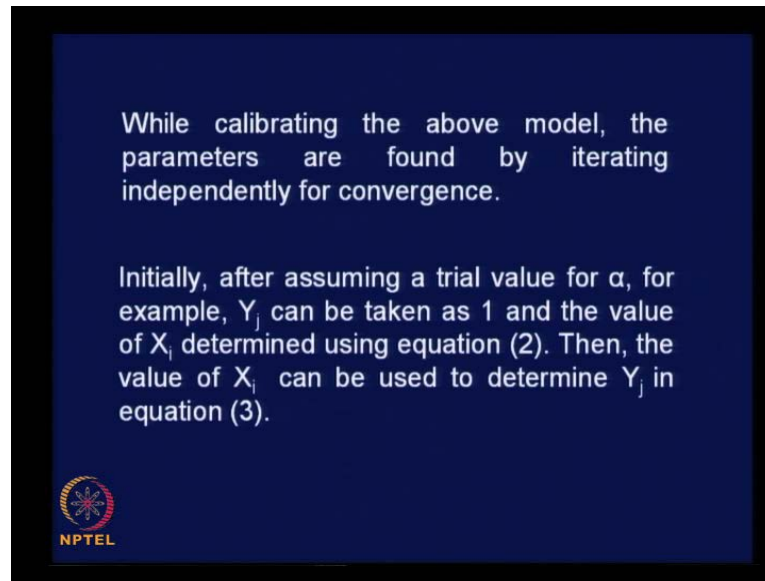 While calibrating the above model, the
parameters are found by iterating
independently for convergence.
Initially, after assuming a trial value for α, for
example, Yⱼ can be taken as 1 and the value
of Xᵢ determined using equation (2). Then, the
value of Xᵢ can be used to determine Yⱼ in
equation (3).
NPTEL